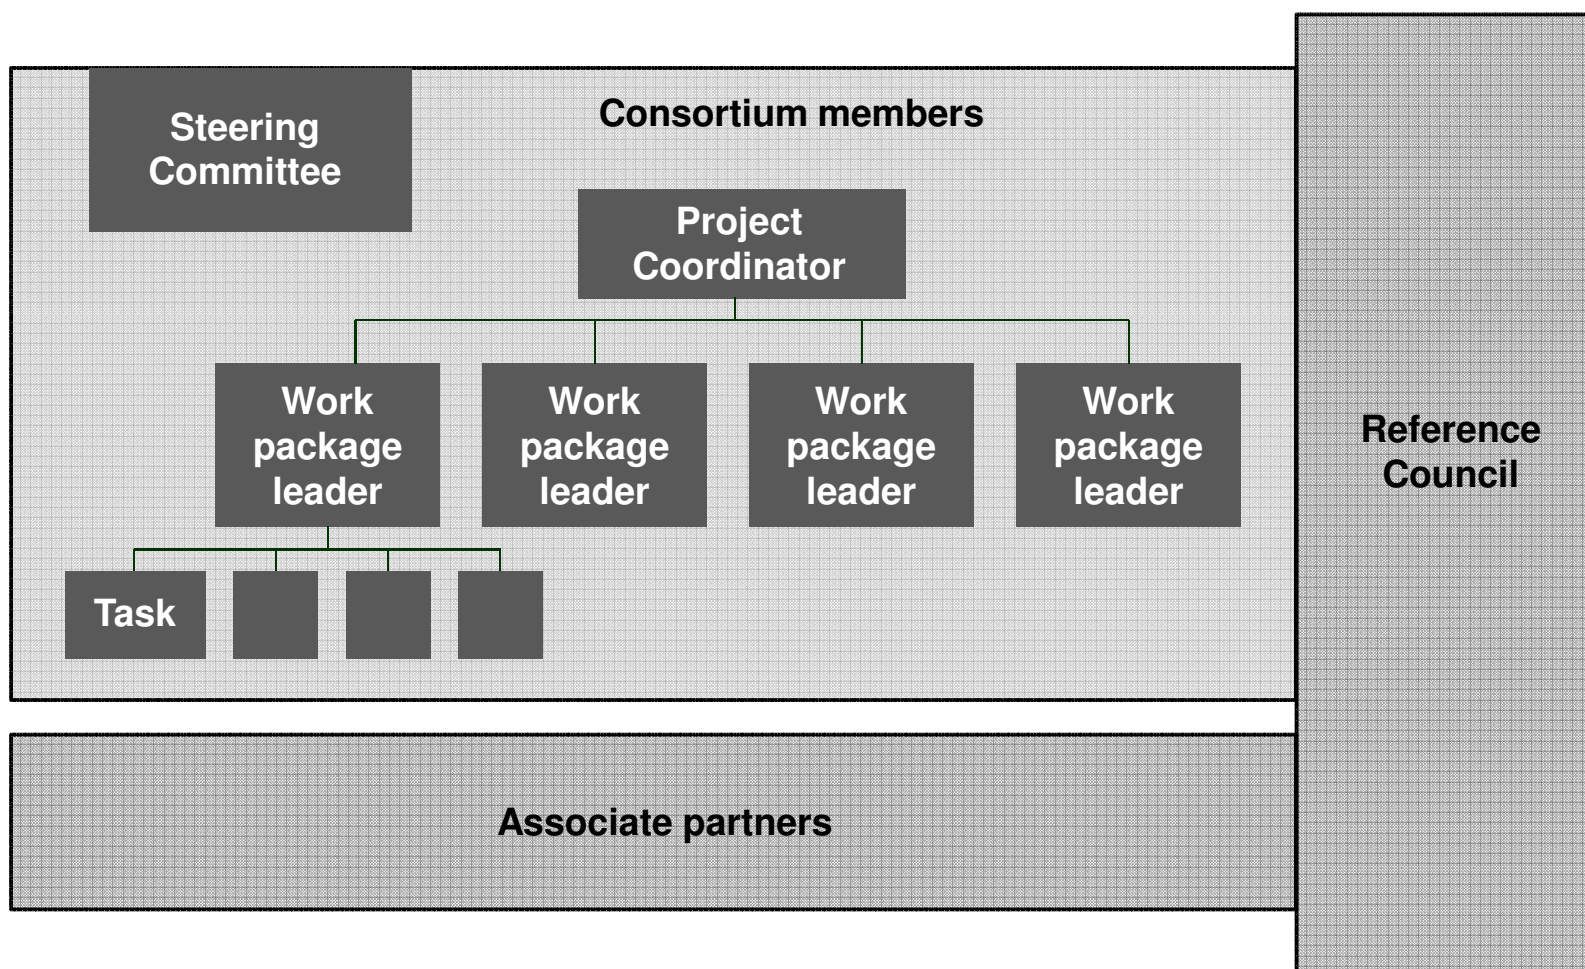 Steering
Committee
Consortium members
Project
Coordinator
Work
package
leader
Work
package
leader
Work
package
leader
Work
package
leader
Reference
Council
Task
Associate partners